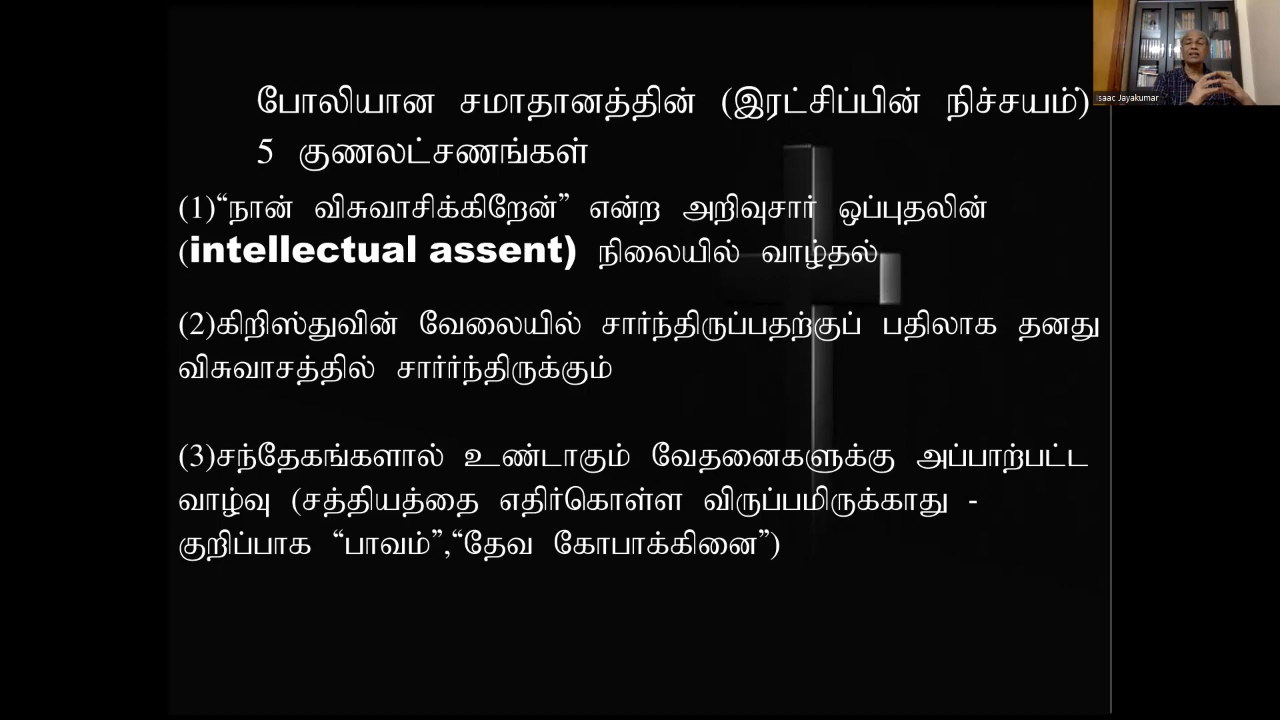 போலியான சமாதானத்தின் (இரட்சிப்பின் நிச்சயம்)
Isaac Jayakumar
5 குணலட்சணங்கள்
(1)“நான் விசுவாசிக்கிறேன்” என்ற அறிவுசார் ஒப்புதலின்
(intellectual assent) நிலையில் வாழ்தல்
(2)கிறிஸ்துவின் வேலையில் சார்ந்திருப்பதற்குப் பதிலாக தனது
விசுவாசத்தில் சார்ர்ந்திருக்கும்
(3)சந்தேகங்களால் உண்டாகும் வேதனைகளுக்கு அப்பாற்பட்ட
வாழ்வு (சத்தியத்தை எதிர்கொள்ள விருப்பமிருக்காது -
குறிப்பாக “பாவம்”,“தேவ கோபாக்கினை”)